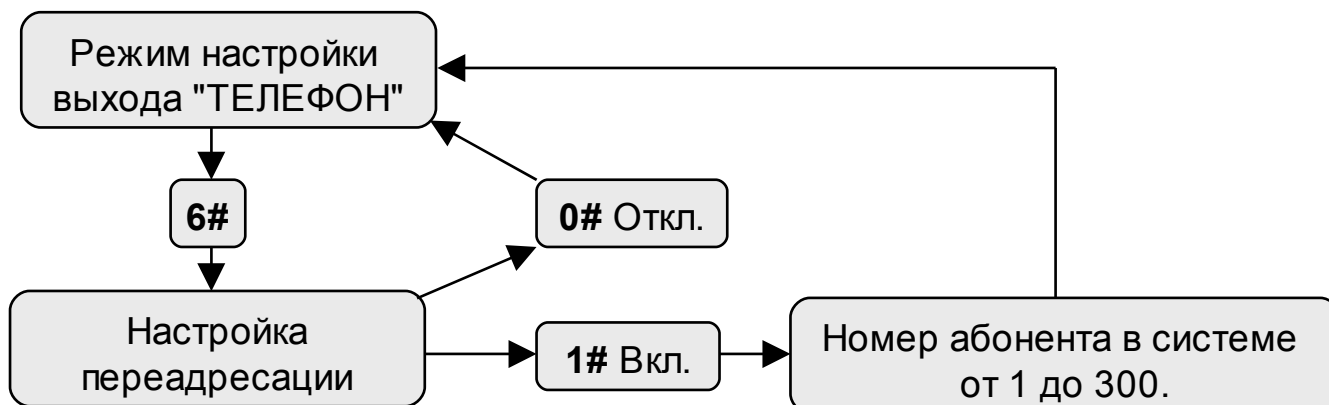 Режим настройки
выхода "ТЕЛЕФОН"
6#
0# Откл.
Настройка
переадресации
1# Вкл.
Номер абонента в системе
от 1 до 300.